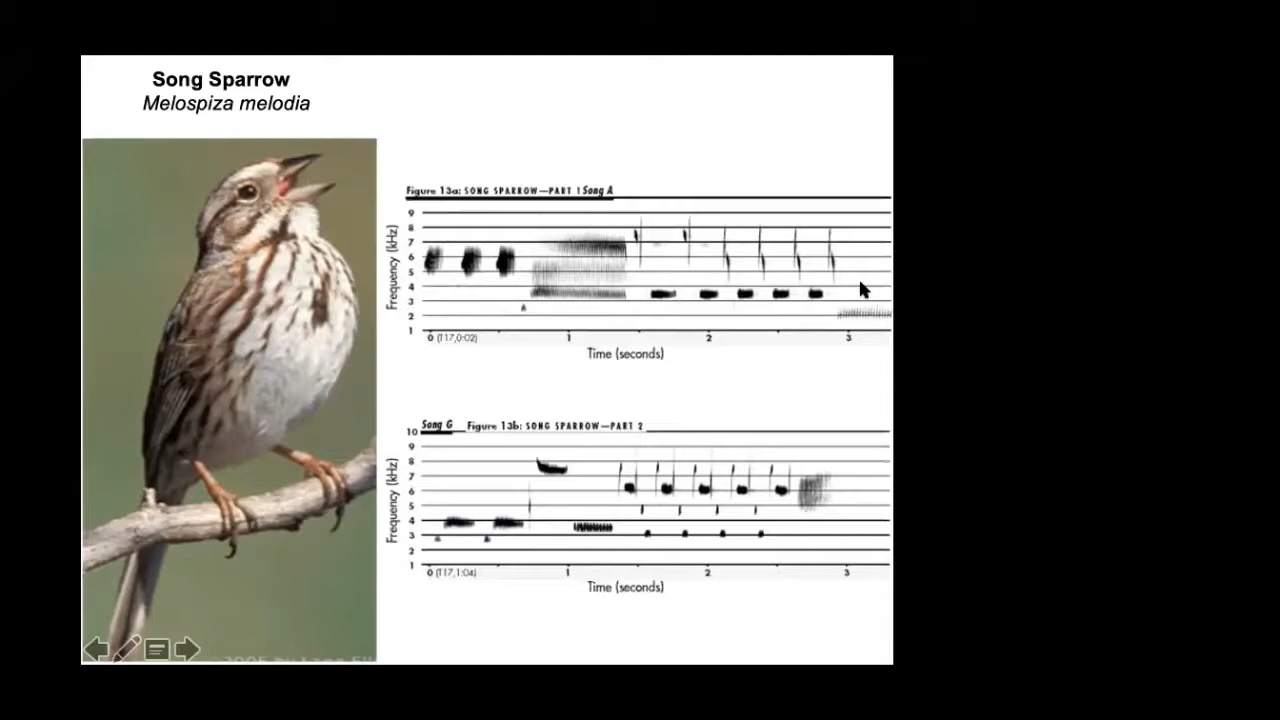 Song Sparrow
Melospiza melodia
Figure 13a: SONG SPARROW—PART 1 Song A
Frequency (kHz)
9
8
7
6
5
4
3
2
1
0 (T17,0:02)
1
2
3
Time (seconds)
Song G Figure 13b: SONG SPARROW—PART 2
Frequency (kHz)
10
9
8
7
6
5
4
3
2
1
0 (T17,1:04)
1
2
3
Time (seconds)